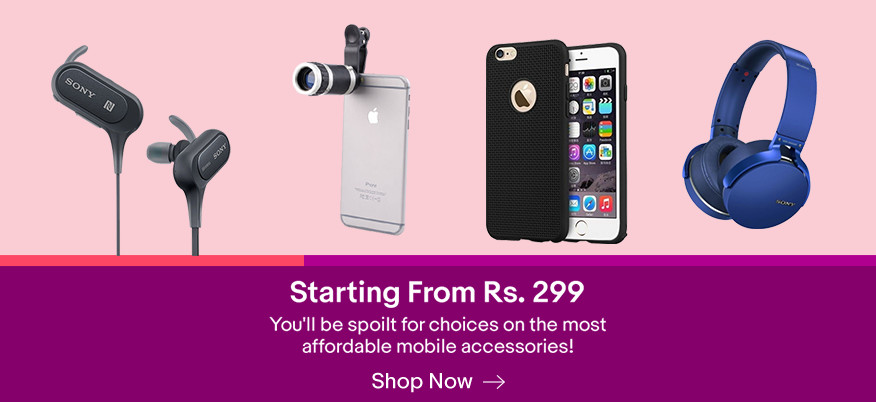 SONY
SONY
iPhone
SONY
Starting From Rs. 299
You'll be spoilt for choices on the most
affordable mobile accessories!
Shop Now →